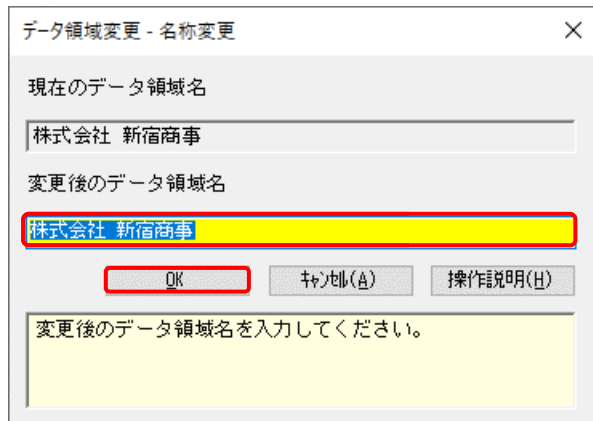 データ領域変更 - 名称変更
現在のデータ領域名
株式会社 新宿商事
変更後のデータ領域名
株式会社 新宿商事
OK キャンセル(A) 操作説明(H)
変更後のデータ領域名を入力してください。